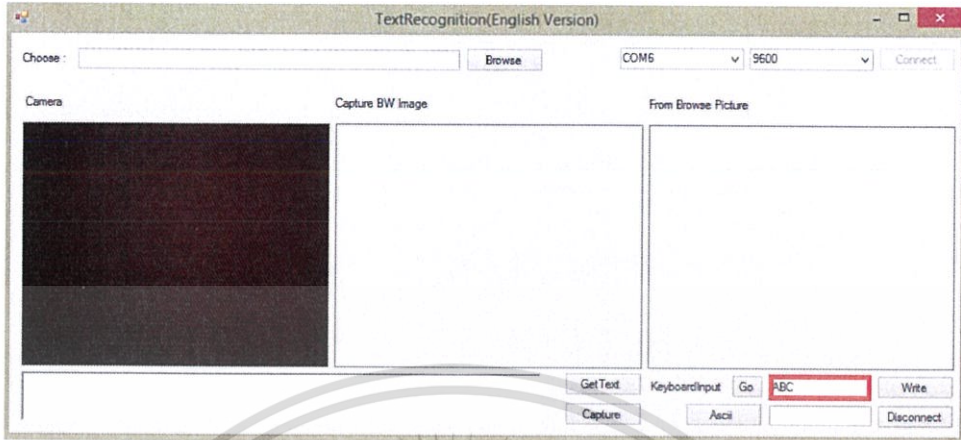 TextRecognition(English Version)
Choose :
Browse
COM6
9600
Connect
Camera
Capture BW Image
From Browse Picture
GetText
KeyboardInput
Go
ABC
Write
Capture
Ascii
Disconnect